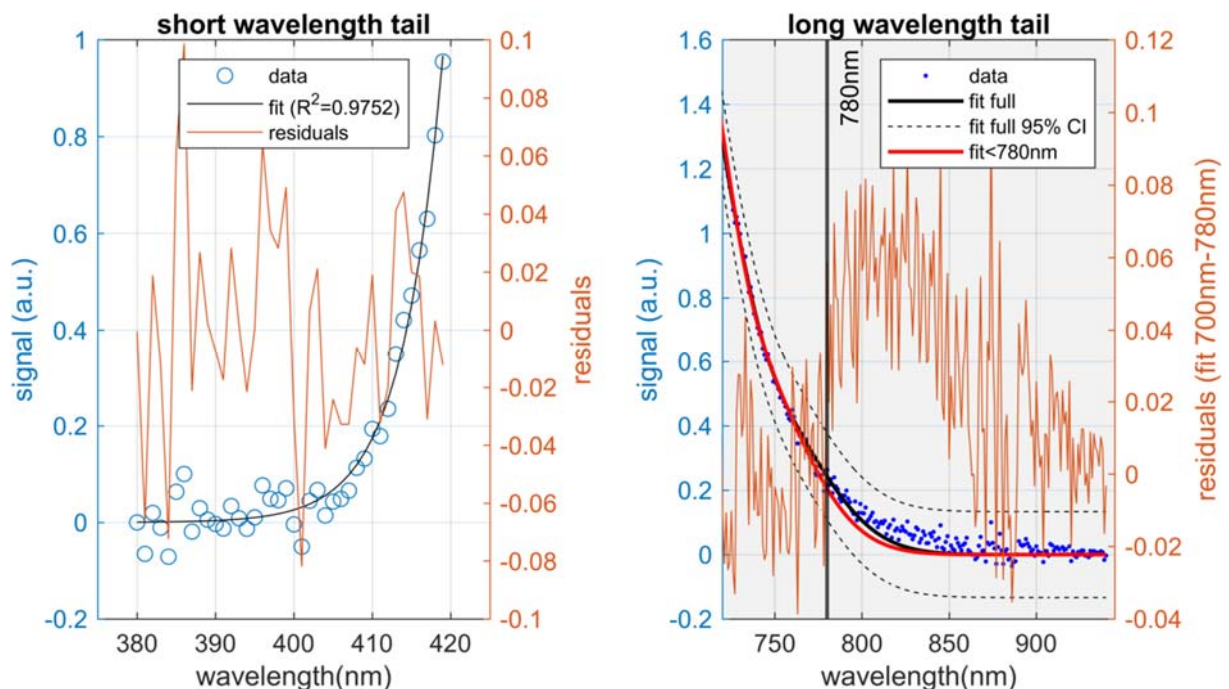 short wavelength tail
1
0.8
0.6
0.4
0.2
0
-0.2
signal (a.u.)
data
fit (R²=0.9752)
residuals
0.1
0.08
0.06
0.04
0.02
0
-0.02
-0.04
-0.06
-0.08
-0.1
residuals
380
390
400
410
420
wavelength(nm)
long wavelength tail
1.6
1.4
1.2
1
0.8
0.6
0.4
0.2
0
-0.2
signal (a.u.)
780nm
data
fit full
fit full 95% CI
fit<780nm
0.12
0.10
0.08
0.06
0.04
0.02
0
-0.02
-0.04
residuals (fit 700nm-780nm)
750
800
850
900
wavelength(nm)